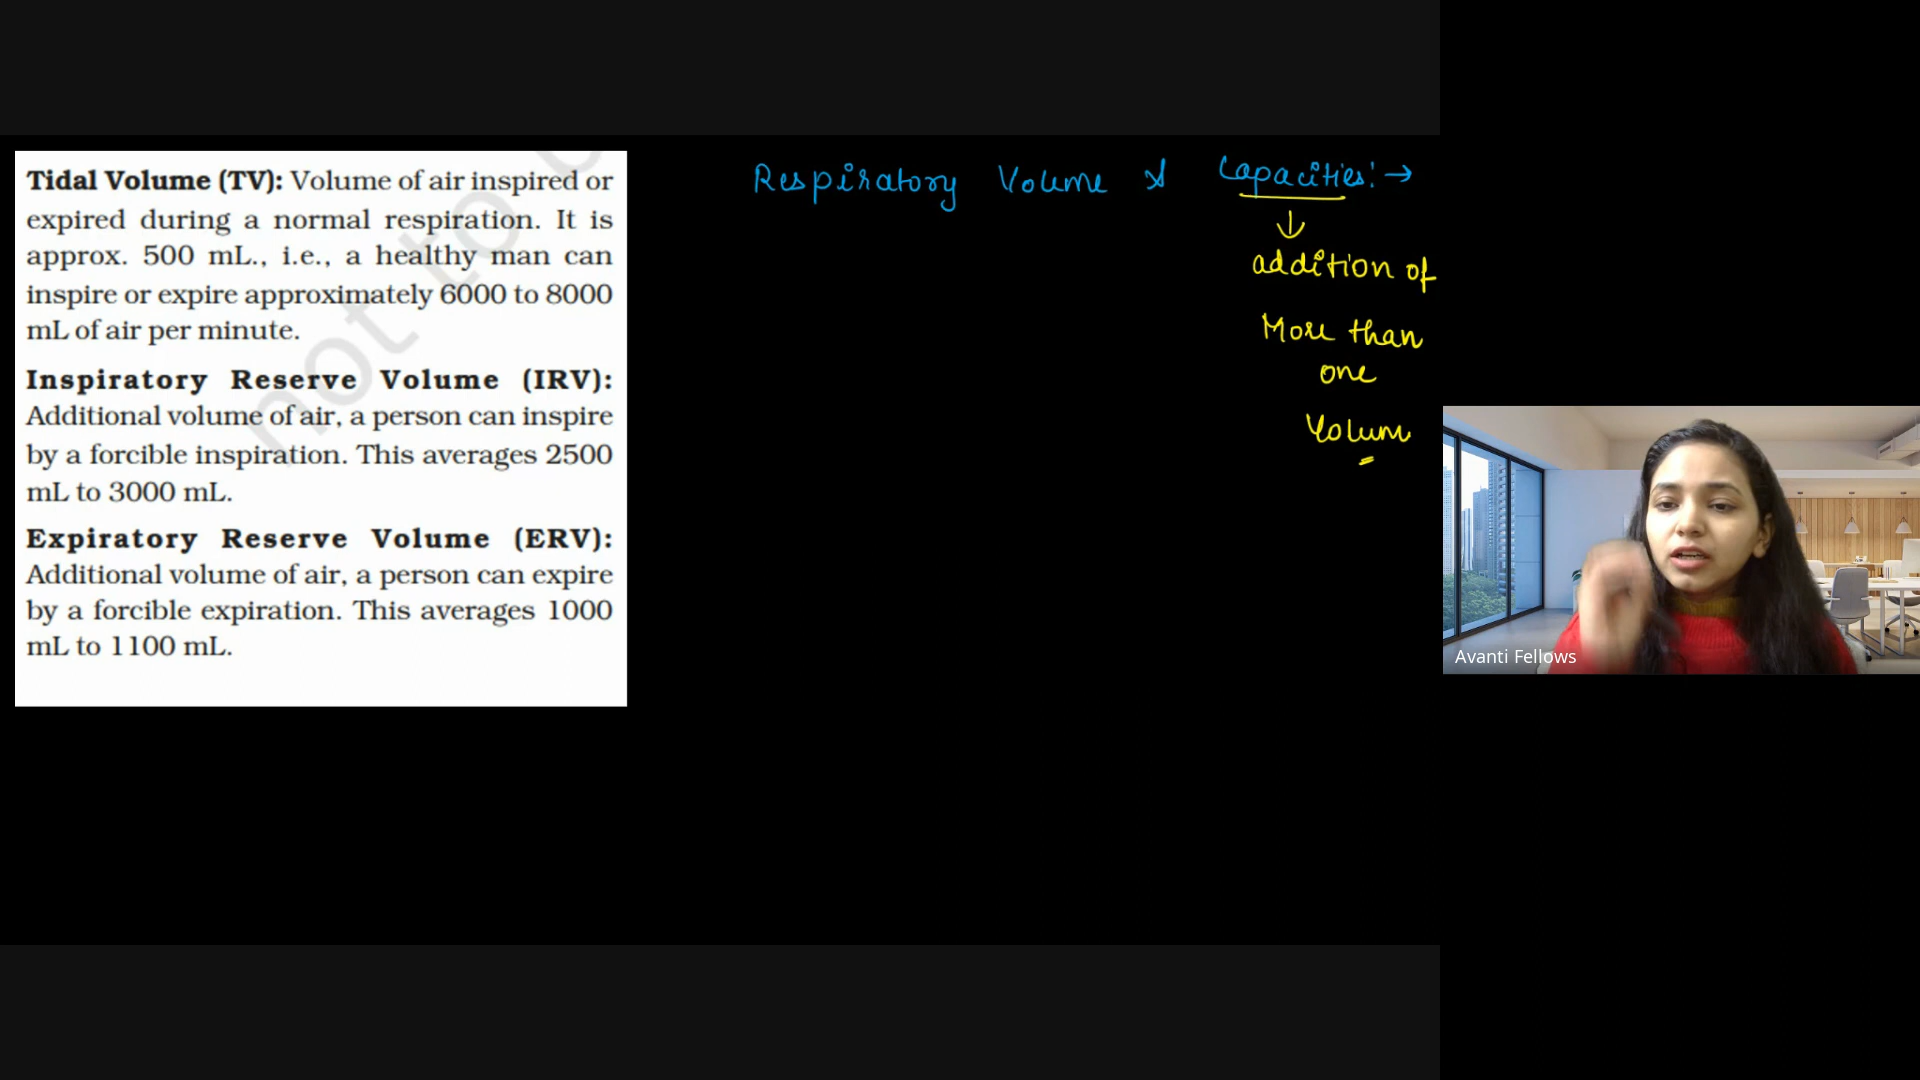 Tidal Volume (TV): Volume of air inspired or
expired during a normal respiration. It is
approx. 500 mL., i.e., a healthy man can
inspire or expire approximately 6000 to 8000
mL of air per minute.
Inspiratory Reserve Volume (IRV):
Additional volume of air, a person can inspire
by a forcible inspiration. This averages 2500
mL to 3000 mL.
Expiratory Reserve Volume (ERV):
Additional volume of air, a person can expire
by a forcible expiration. This averages 1000
mL to 1100 mL.
not to
Respiratory Volume & Capacities:→
↓
addition of
More than
one
Volume
Avanti Fellows